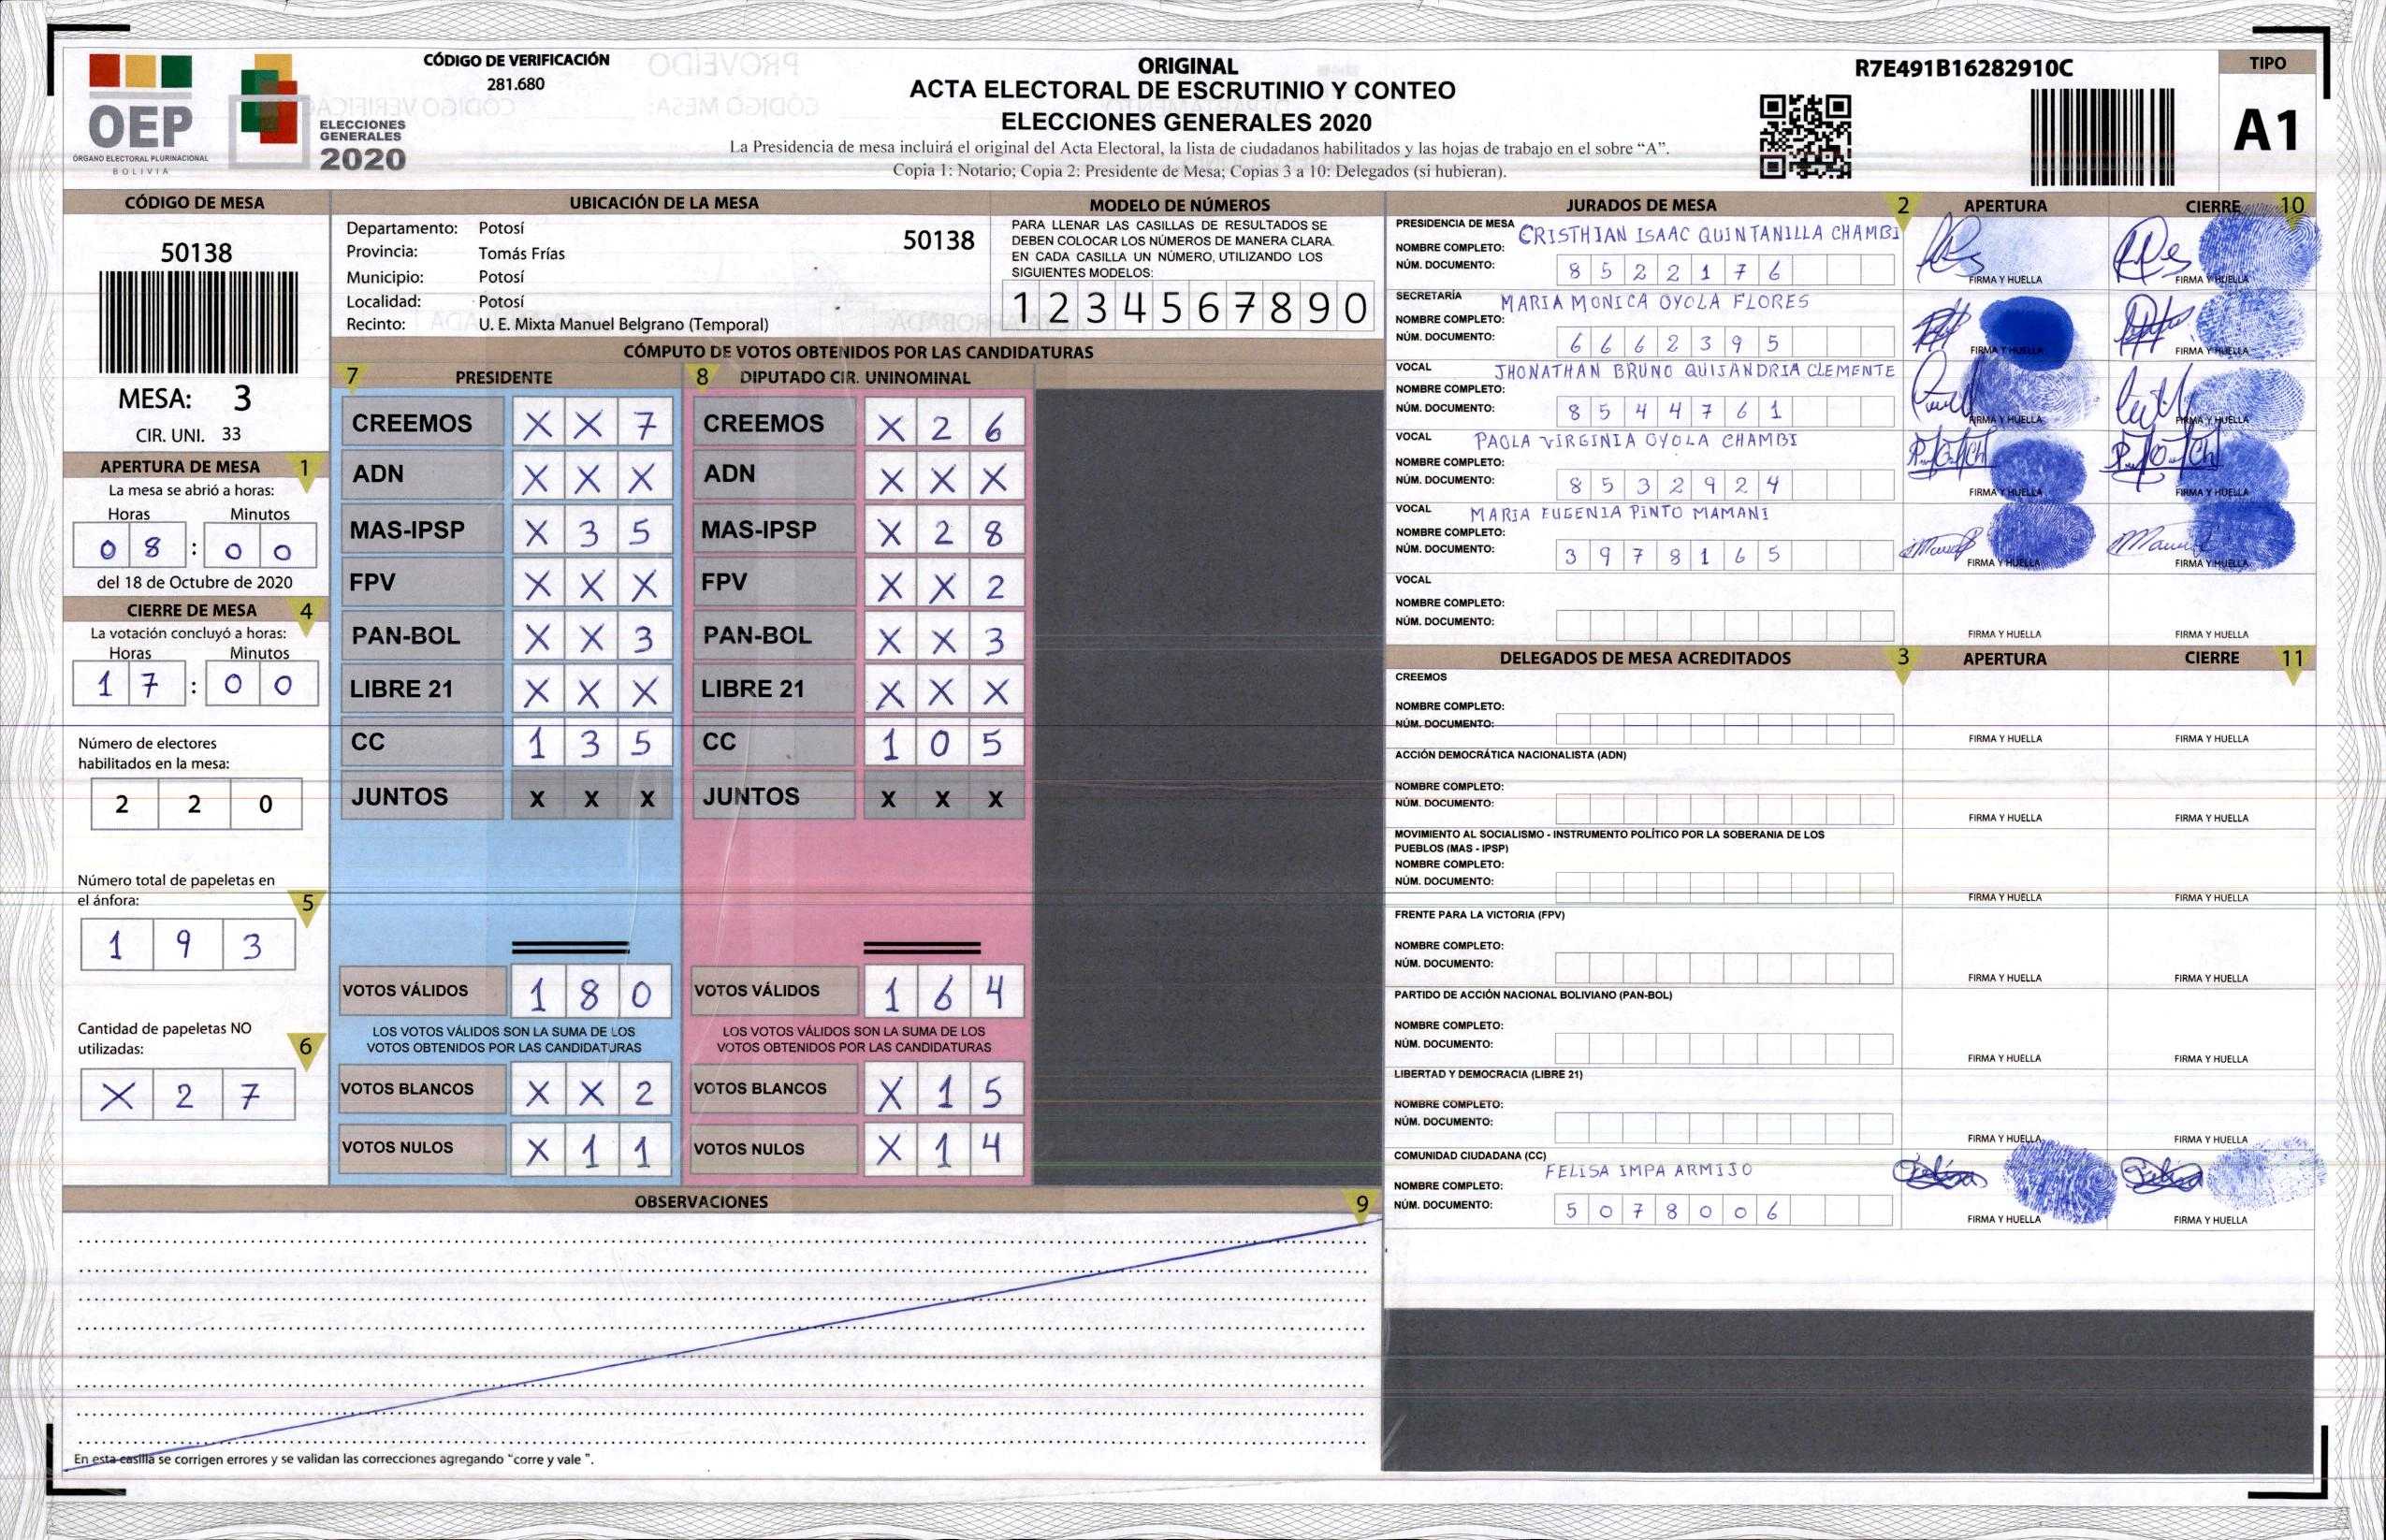 CÓDIGO DE VERIFICACIÓN
281.680
OEP
ÓRGANO ELECTORAL PLURINACIONAL
BOLIVIA
ELECCIONES
GENERALES
2020
ORIGINAL
ACTA ELECTORAL DE ESCRUTINIO Y CONTEO
ELECCIONES GENERALES 2020
La Presidencia de mesa incluirá el original del Acta Electoral, la lista de ciudadanos habilitados y las hojas de trabajo en el sobre “A”.
Copia 1: Notario; Copia 2: Presidente de Mesa; Copias 3 a 10: Delegados (si hubieran).
R7E491B16282910C
TIPO
A1
CÓDIGO DE MESA
50138
MESA: 3
CIR. UNI. 33
APERTURA DE MESA 1
La mesa se abrió a horas:
Horas Minutos
0 8 : 0 0
del 18 de Octubre de 2020
CIERRE DE MESA 4
La votación concluyó a horas:
Horas Minutos
1 7 : 0 0
Número de electores
habilitados en la mesa:
2 2 0
Número total de papeletas en
el ánfora: 5
1 9 3
Cantidad de papeletas NO
utilizadas: 6
X 2 7
UBICACIÓN DE LA MESA
Departamento: Potosí
50138
Provincia: Tomás Frías
Municipio: Potosí
Localidad: Potosí
Recinto: U. E. Mixta Manuel Belgrano (Temporal)
MODELO DE NÚMEROS
PARA LLENAR LAS CASILLAS DE RESULTADOS SE
DEBEN COLOCAR LOS NÚMEROS DE MANERA CLARA.
EN CADA CASILLA UN NÚMERO, UTILIZANDO LOS
SIGUIENTES MODELOS:
1 2 3 4 5 6 7 8 9 0
CÓMPUTO DE VOTOS OBTENIDOS POR LAS CANDIDATURAS
7 PRESIDENTE
CREEMOS X X 7
ADN X X X
MAS-IPSP X 3 5
FPV X X X
PAN-BOL X X 3
LIBRE 21 X X X
CC 1 3 5
JUNTOS X X X
VOTOS VÁLIDOS 1 8 0
LOS VOTOS VÁLIDOS SON LA SUMA DE LOS
VOTOS OBTENIDOS POR LAS CANDIDATURAS
VOTOS BLANCOS X X 2
VOTOS NULOS X 1 1
8 DIPUTADO CIR. UNINOMINAL
CREEMOS X 2 6
ADN X X X
MAS-IPSP X 2 8
FPV X X 2
PAN-BOL X X 3
LIBRE 21 X X X
CC 1 0 5
JUNTOS X X X
VOTOS VÁLIDOS 1 6 4
LOS VOTOS VÁLIDOS SON LA SUMA DE LOS
VOTOS OBTENIDOS POR LAS CANDIDATURAS
VOTOS BLANCOS X 1 5
VOTOS NULOS X 1 4
OBSERVACIONES 9
En esta casilla se corrigen errores y se validan las correcciones agregando “corre y vale ”.
JURADOS DE MESA 2 APERTURA CIERRE 10
PRESIDENCIA DE MESA
NOMBRE COMPLETO: CRISTHIAN ISAAC QUINTANILLA CHAMBI
NÚM. DOCUMENTO: 8 5 2 2 1 7 6
FIRMA Y HUELLA FIRMA Y HUELLA
SECRETARÍA
NOMBRE COMPLETO: MARIA MONICA OYOLA FLORES
NÚM. DOCUMENTO: 6 6 6 2 3 9 5
FIRMA Y HUELLA FIRMA Y HUELLA
VOCAL
NOMBRE COMPLETO: JHONATHAN BRUNO QUIJANDRIA CLEMENTE
NÚM. DOCUMENTO: 8 5 4 4 7 6 1
FIRMA Y HUELLA FIRMA Y HUELLA
VOCAL
NOMBRE COMPLETO: PAOLA VIRGINIA OYOLA CHAMBI
NÚM. DOCUMENTO: 8 5 3 2 9 2 4
FIRMA Y HUELLA FIRMA Y HUELLA
VOCAL
NOMBRE COMPLETO: MARIA EUGENIA PINTO MAMANI
NÚM. DOCUMENTO: 3 9 7 8 1 6 5
FIRMA Y HUELLA FIRMA Y HUELLA
VOCAL
NOMBRE COMPLETO:
NÚM. DOCUMENTO:
FIRMA Y HUELLA FIRMA Y HUELLA
DELEGADOS DE MESA ACREDITADOS 3 APERTURA CIERRE 11
CREEMOS
NOMBRE COMPLETO:
NÚM. DOCUMENTO:
FIRMA Y HUELLA FIRMA Y HUELLA
ACCIÓN DEMOCRÁTICA NACIONALISTA (ADN)
NOMBRE COMPLETO:
NÚM. DOCUMENTO:
FIRMA Y HUELLA FIRMA Y HUELLA
MOVIMIENTO AL SOCIALISMO - INSTRUMENTO POLÍTICO POR LA SOBERANIA DE LOS
PUEBLOS (MAS - IPSP)
NOMBRE COMPLETO:
NÚM. DOCUMENTO:
FIRMA Y HUELLA FIRMA Y HUELLA
FRENTE PARA LA VICTORIA (FPV)
NOMBRE COMPLETO:
NÚM. DOCUMENTO:
FIRMA Y HUELLA FIRMA Y HUELLA
PARTIDO DE ACCIÓN NACIONAL BOLIVIANO (PAN-BOL)
NOMBRE COMPLETO:
NÚM. DOCUMENTO:
FIRMA Y HUELLA FIRMA Y HUELLA
LIBERTAD Y DEMOCRACIA (LIBRE 21)
NOMBRE COMPLETO:
NÚM. DOCUMENTO:
FIRMA Y HUELLA FIRMA Y HUELLA
COMUNIDAD CIUDADANA (CC)
NOMBRE COMPLETO: FELISA IMPA ARMIJO
NÚM. DOCUMENTO: 5 0 7 8 0 0 6
FIRMA Y HUELLA FIRMA Y HUELLA